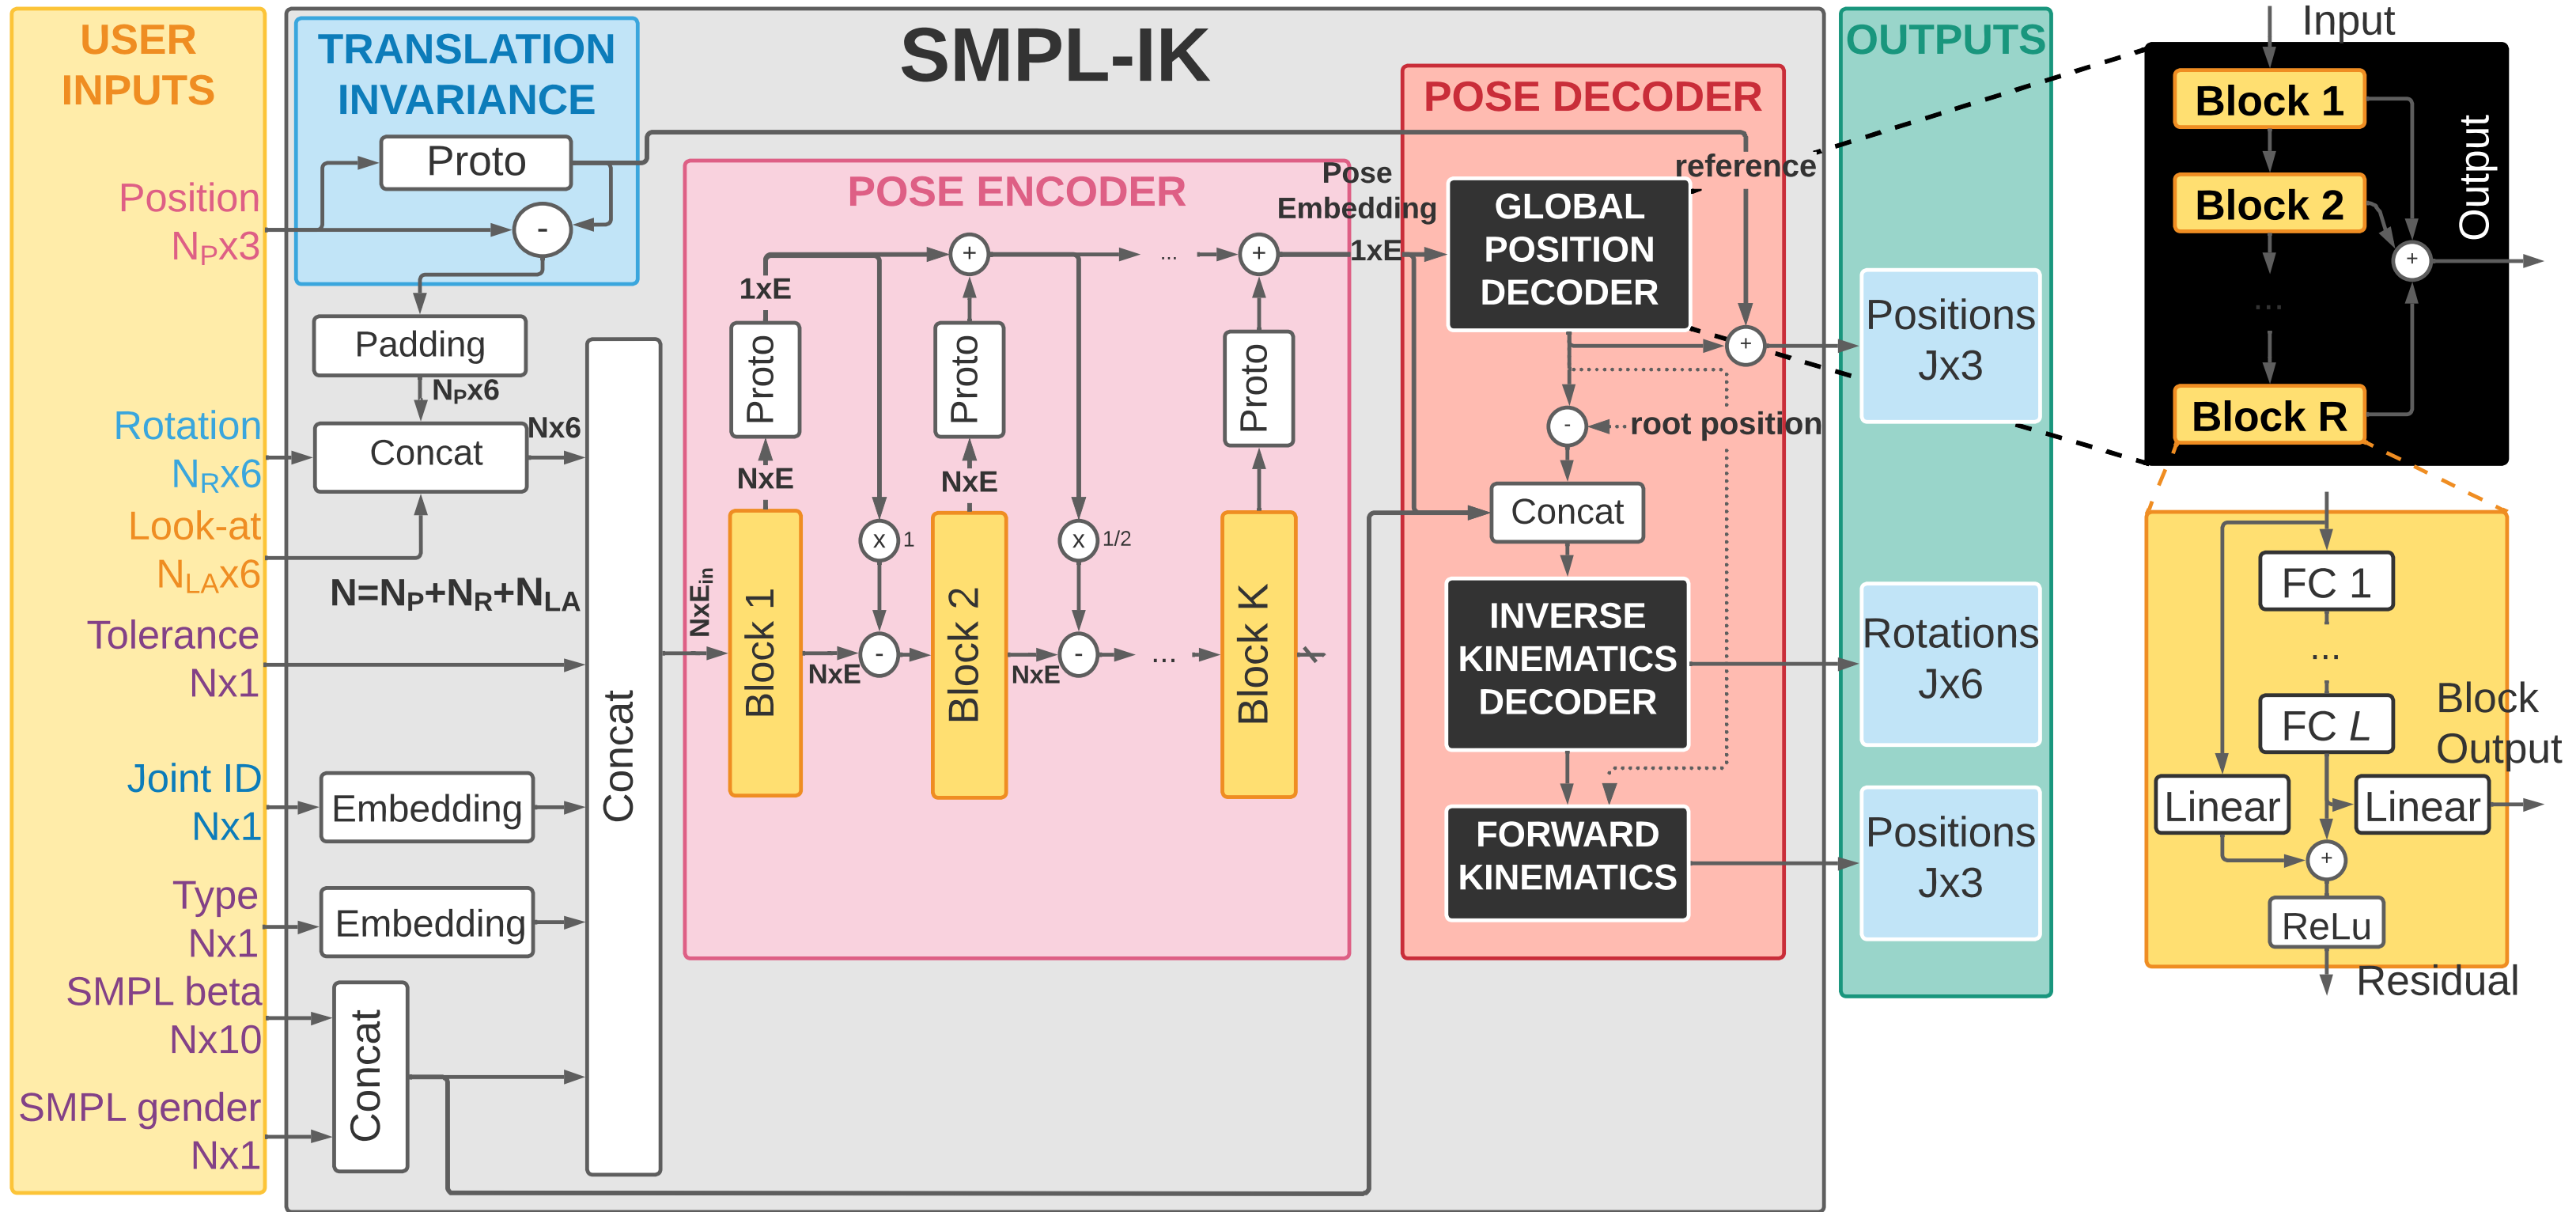 USER
INPUTS
Position
NPx3
Rotation
NRx6
Look-at
NLAx6
Tolerance
Nx1
Joint ID
Nx1
Type
Nx1
SMPL beta
Nx10
SMPL gender
Nx1
SMPL-IK
TRANSLATION
INVARIANCE
Proto
-
Padding
NPx6
Concat
Nx6
N=NP+NR+NLA
Embedding
Embedding
Concat
Concat
POSE ENCODER
NxEin
Block 1
NxE
Proto
1xE
x 1
NxE
-
Block 2
NxE
Proto
+
x 1/2
NxE
-
...
...
Block K
Proto
+
Pose
Embedding
1xE
POSE DECODER
reference
GLOBAL
POSITION
DECODER
+
-
root position
Concat
INVERSE
KINEMATICS
DECODER
FORWARD
KINEMATICS
OUTPUTS
Positions
Jx3
Rotations
Jx6
Positions
Jx3
Input
Block 1
Block 2
...
Block R
+
Output
FC 1
...
FC L
Linear
Linear
Block
Output
+
ReLu
Residual